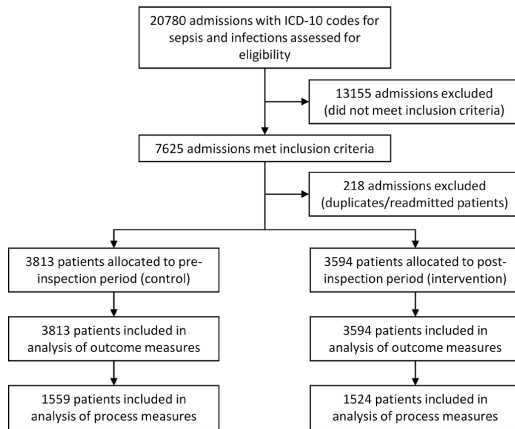 20780 admissions with ICD-10 codes for
sepsis and infections assessed for
eligibility
13155 admissions excluded
(did not meet inclusion criteria)
7625 admissions met inclusion criteria
218 admissions excluded
(duplicates/readmitted patients)
3813 patients allocated to pre-
inspection period (control)
3594 patients allocated to post-
inspection period (intervention)
3813 patients included in
analysis of outcome measures
3594 patients included in
analysis of outcome measures
1559 patients included in
analysis of process measures
1524 patients included in
analysis of process measures